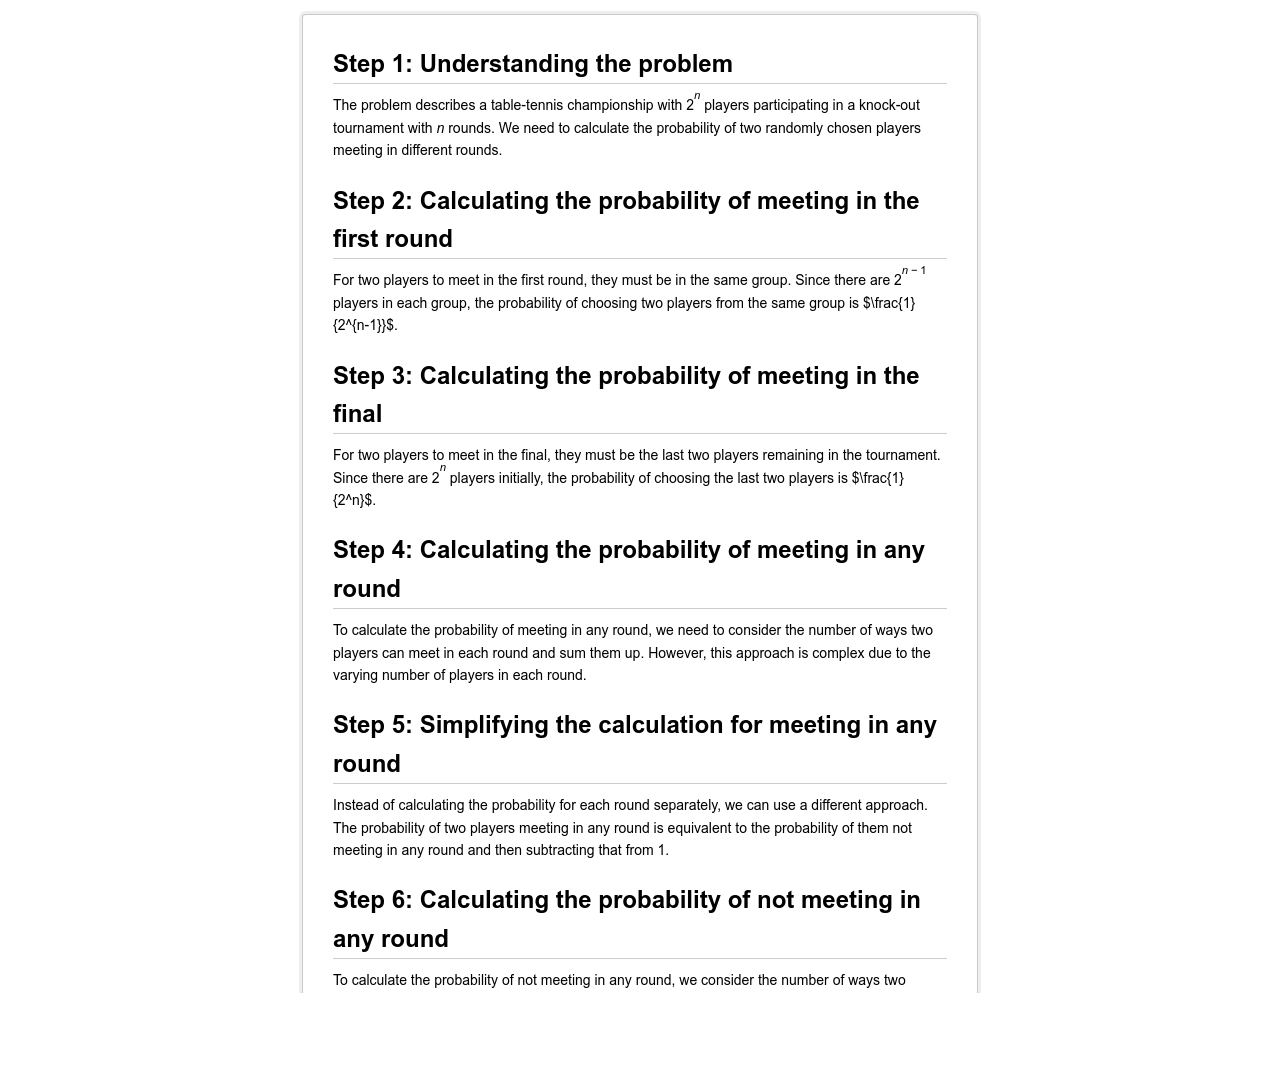 Step 1: Understanding the problem
The problem describes a table-tennis championship with 2^n players participating in a knock-out
tournament with n rounds. We need to calculate the probability of two randomly chosen players
meeting in different rounds.
Step 2: Calculating the probability of meeting in the
first round
For two players to meet in the first round, they must be in the same group. Since there are 2^{n − 1}
players in each group, the probability of choosing two players from the same group is $\frac{1}
{2^{n-1}}$.
Step 3: Calculating the probability of meeting in the
final
For two players to meet in the final, they must be the last two players remaining in the tournament.
Since there are 2^n players initially, the probability of choosing the last two players is $\frac{1}
{2^n}$.
Step 4: Calculating the probability of meeting in any
round
To calculate the probability of meeting in any round, we need to consider the number of ways two
players can meet in each round and sum them up. However, this approach is complex due to the
varying number of players in each round.
Step 5: Simplifying the calculation for meeting in any
round
Instead of calculating the probability for each round separately, we can use a different approach.
The probability of two players meeting in any round is equivalent to the probability of them not
meeting in any round and then subtracting that from 1.
Step 6: Calculating the probability of not meeting in
any round
To calculate the probability of not meeting in any round, we consider the number of ways two